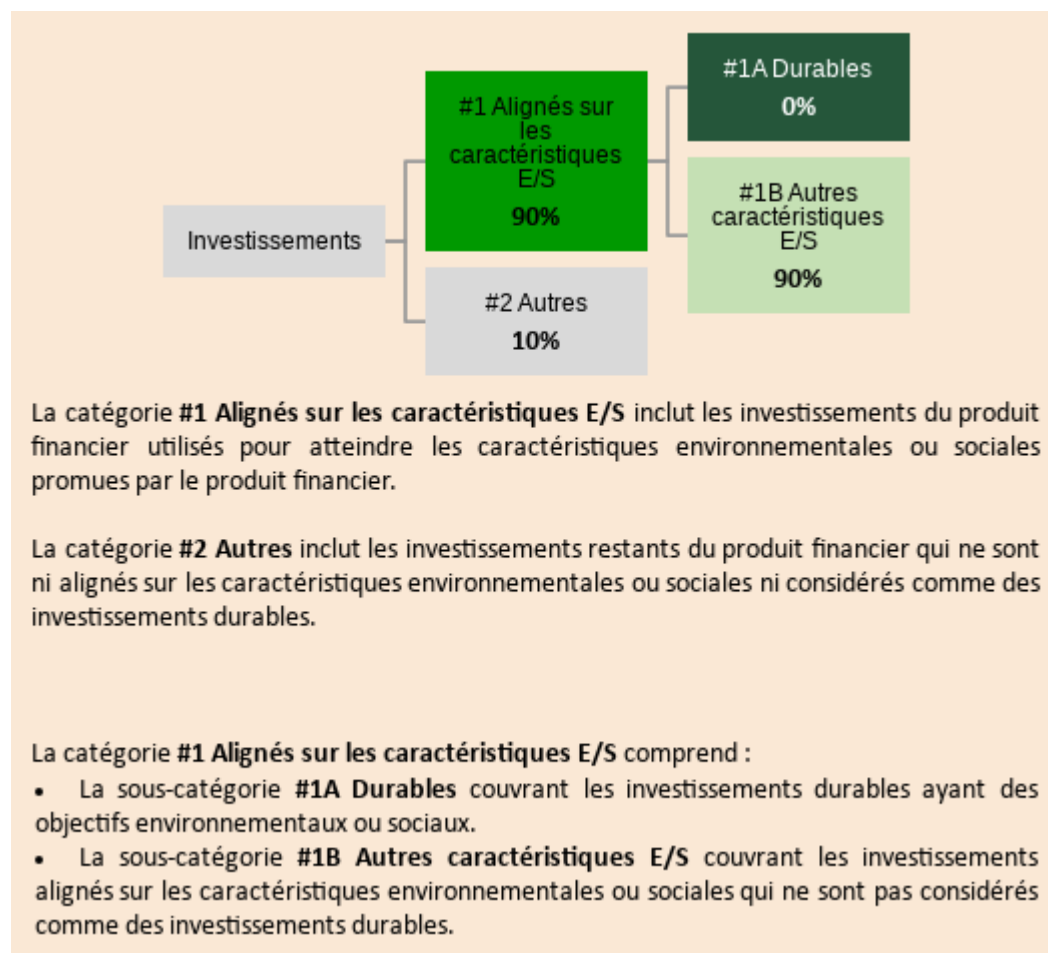 #1A Durables
0%
#1 Alignés sur
les
caractéristiques
E/S
90%
#1B Autres
caractéristiques
E/S
90%
Investissements
#2 Autres
10%
La catégorie #1 Alignés sur les caractéristiques E/S inclut les investissements du produit
financier utilisés pour atteindre les caractéristiques environnementales ou sociales
promues par le produit financier.
La catégorie #2 Autres inclut les investissements restants du produit financier qui ne sont
ni alignés sur les caractéristiques environnementales ou sociales ni considérés comme des
investissements durables.
La catégorie #1 Alignés sur les caractéristiques E/S comprend :
• La sous-catégorie #1A Durables couvrant les investissements durables ayant des
objectifs environnementaux ou sociaux.
• La sous-catégorie #1B Autres caractéristiques E/S couvrant les investissements
alignés sur les caractéristiques environnementales ou sociales qui ne sont pas considérés
comme des investissements durables.